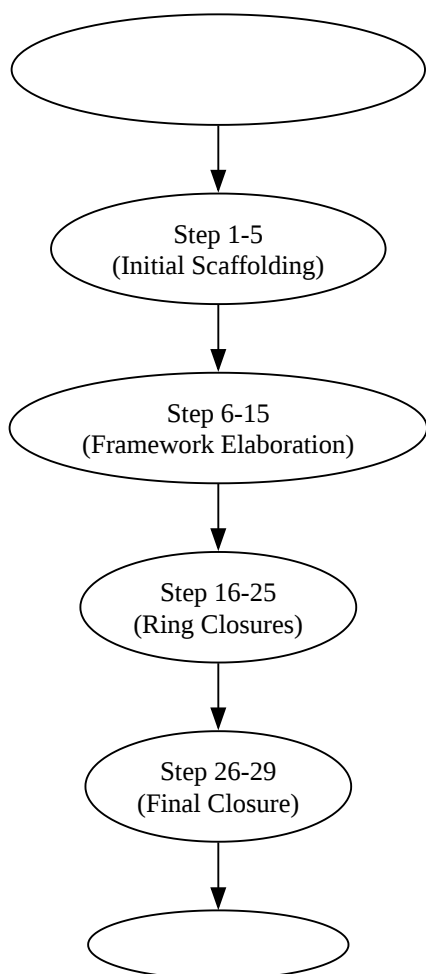 Step 1-5
(Initial Scaffolding)
Step 6-15
(Framework Elaboration)
Step 16-25
(Ring Closures)
Step 26-29
(Final Closure)